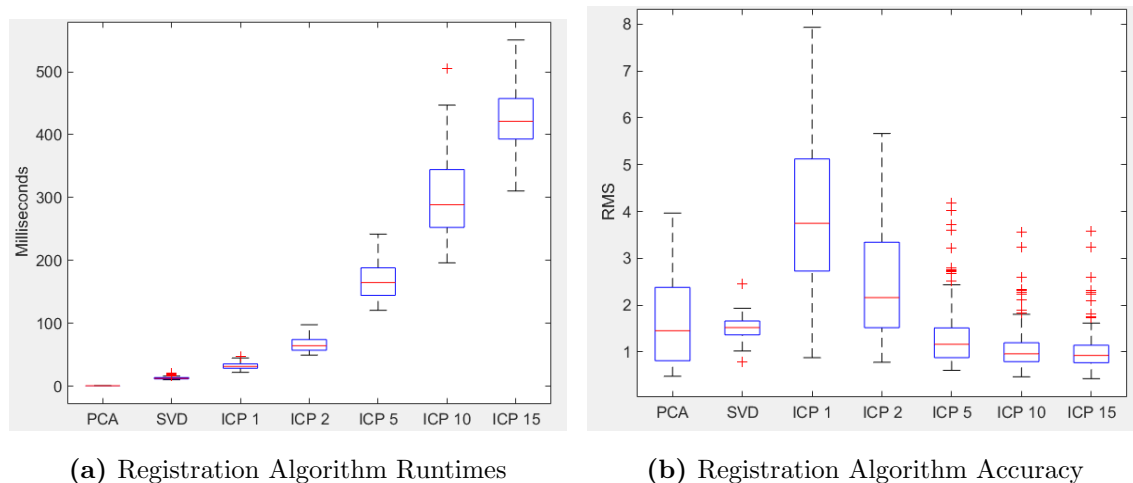 500
400
300
200
100
0
Milliseconds
PCA SVD ICP 1 ICP 2 ICP 5 ICP 10 ICP 15
(a) Registration Algorithm Runtimes
8
7
6
5
4
3
2
1
RMS
PCA SVD ICP 1 ICP 2 ICP 5 ICP 10 ICP 15
(b) Registration Algorithm Accuracy